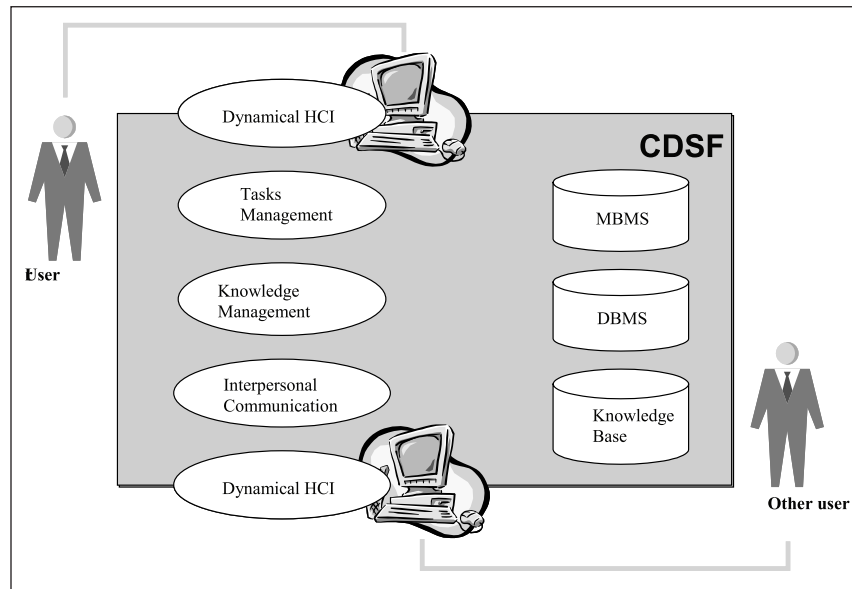 Dynamical HCI
CDSF
Tasks
Management
MBMS
User
Knowledge
Management
DBMS
Interpersonal
Communication
Knowledge
Base
Dynamical HCI
Other user